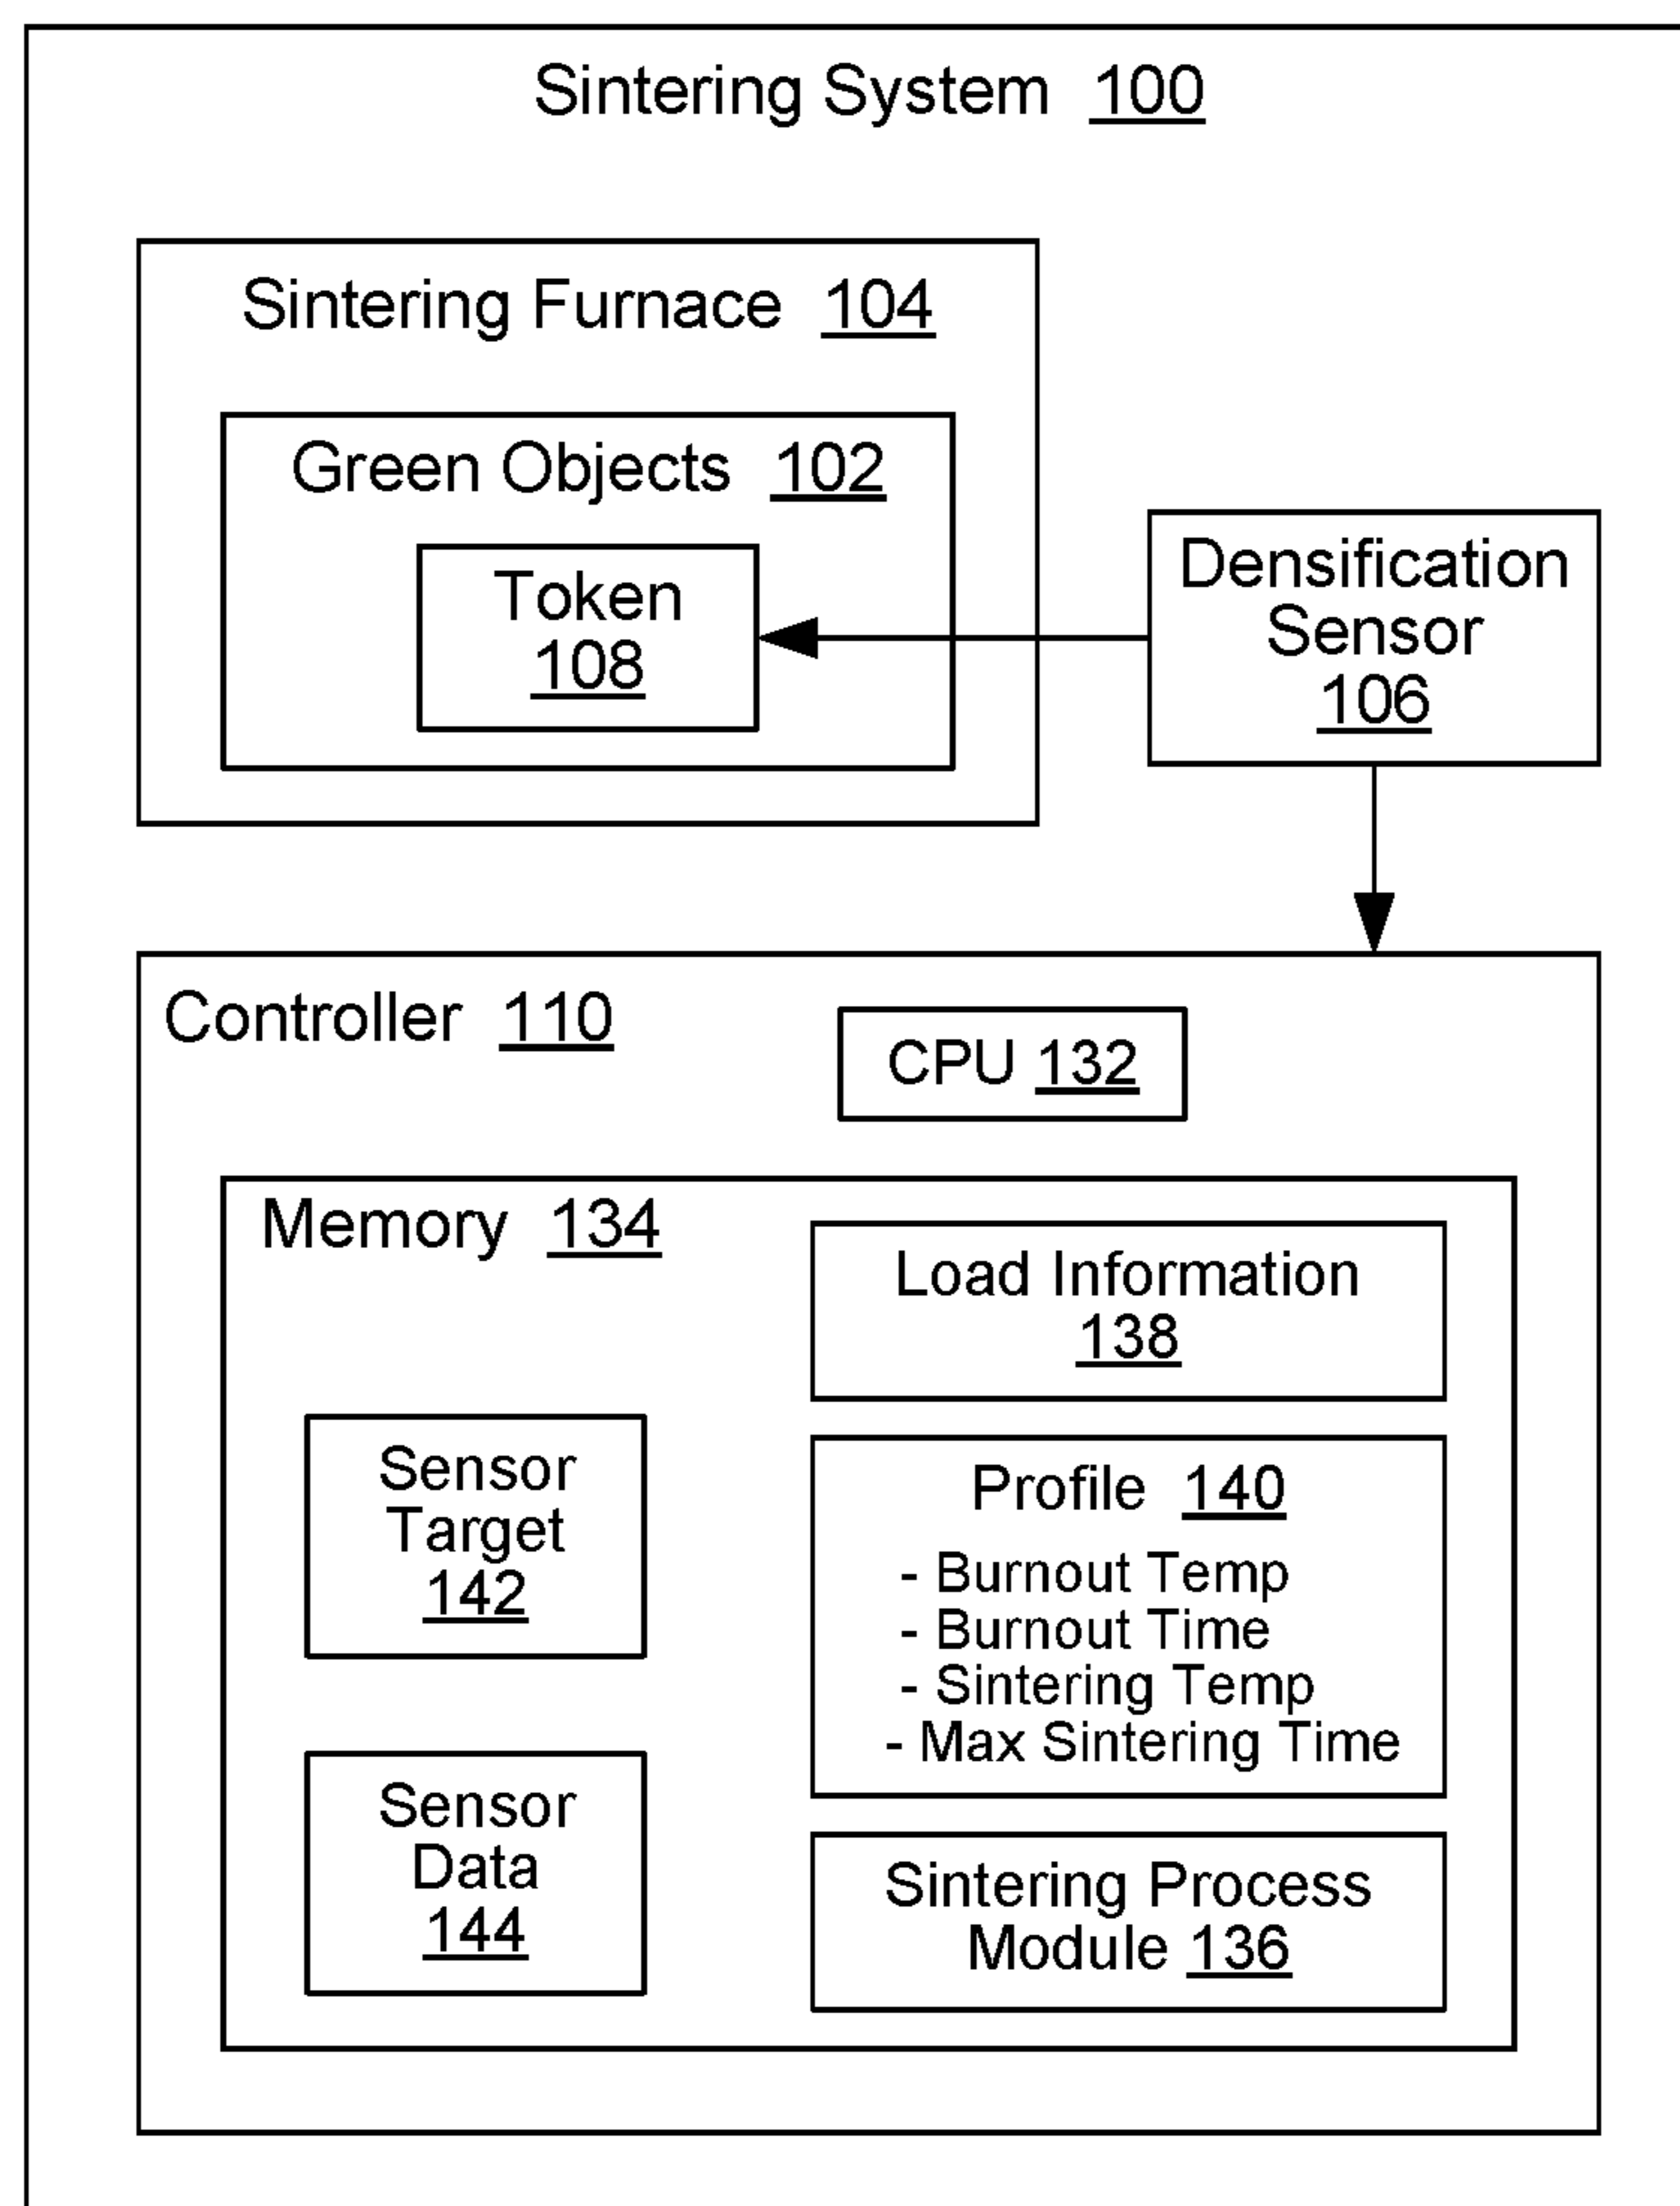 Sintering System 100
Sintering Furnace 104
Green Objects 102
Token
108
Densification
Sensor
106
Controller 110
CPU 132
Memory 134
Load Information
138
Sensor
Target
142
Profile 140
- Burnout Temp
- Burnout Time
- Sintering Temp
- Max Sintering Time
Sensor
Data
144
Sintering Process
Module 136